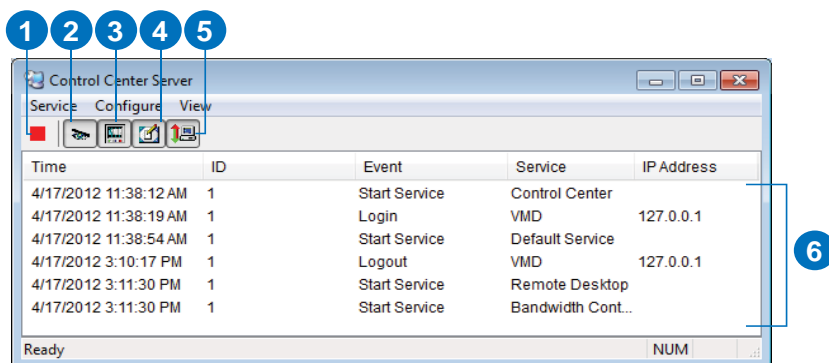 1 2 3 4 5
Control Center Server
Service Configure View
Time ID Event Service IP Address
4/17/2012 11:38:12 AM 1 Start Service Control Center
4/17/2012 11:38:19 AM 1 Login VMD 127.0.0.1
4/17/2012 11:38:54 AM 1 Start Service Default Service
4/17/2012 3:10:17 PM 1 Logout VMD 127.0.0.1
4/17/2012 3:11:30 PM 1 Start Service Remote Desktop
4/17/2012 3:11:30 PM 1 Start Service Bandwidth Cont...
6
Ready NUM